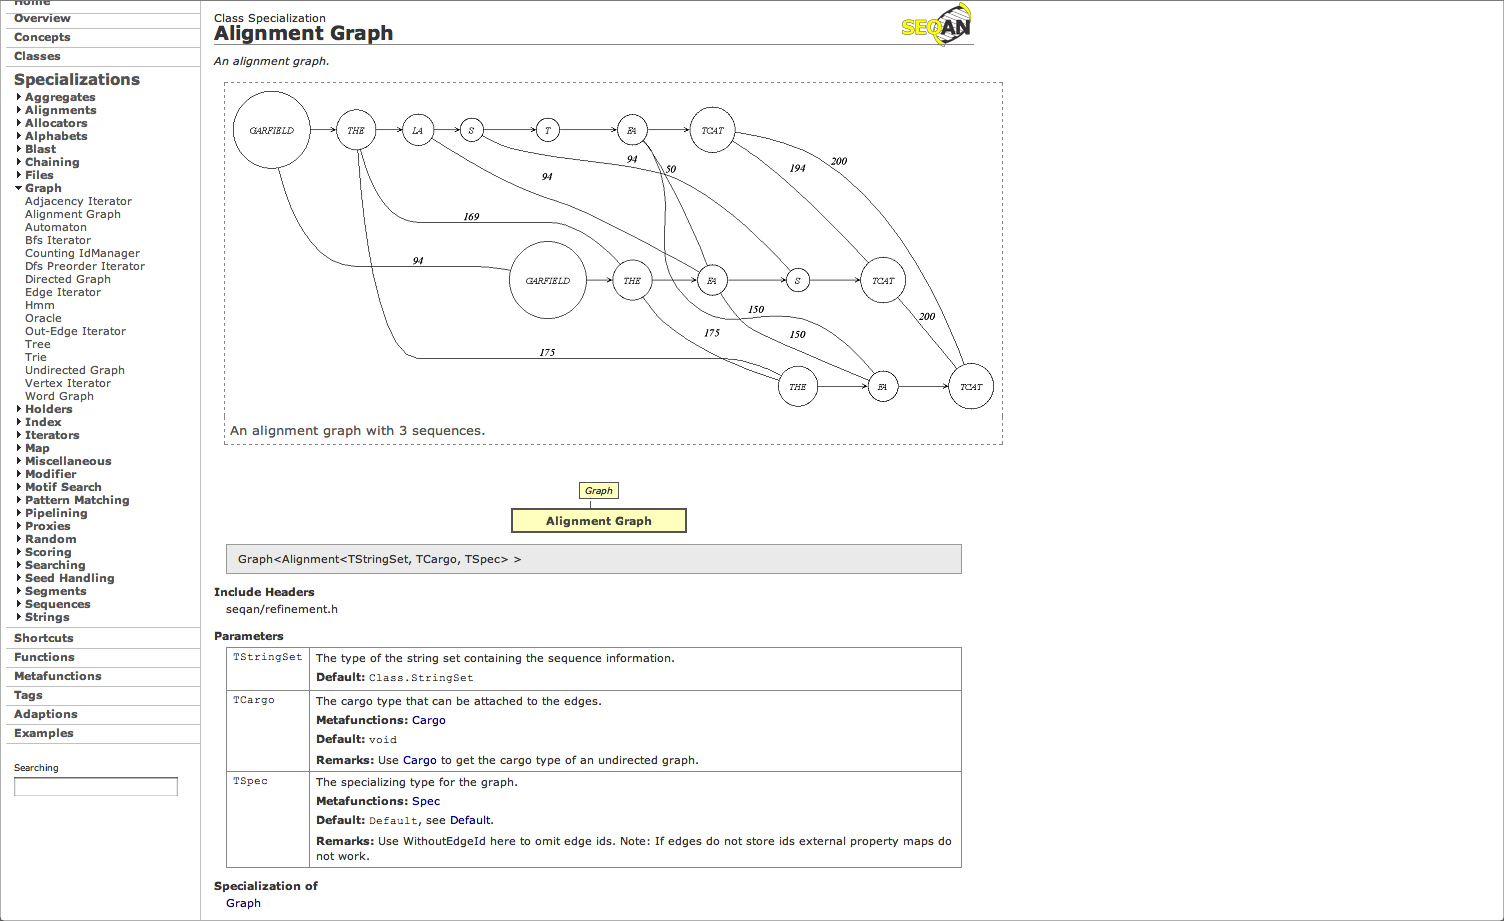 Home
Overview
Concepts
Classes
Specializations
Aggregates
Alignments
Allocators
Alphabets
Blast
Chaining
Files
Graph
Adjacency Iterator
Alignment Graph
Automaton
Bfs Iterator
Counting IdManager
Dfs Preorder Iterator
Directed Graph
Edge Iterator
Hmm
Oracle
Out-Edge Iterator
Tree
Trie
Undirected Graph
Vertex Iterator
Word Graph
Holders
Index
Iterators
Map
Miscellaneous
Modifier
Motif Search
Pattern Matching
Pipelining
Proxies
Random
Scoring
Searching
Seed Handling
Segments
Sequences
Strings
Shortcuts
Functions
Metafunctions
Tags
Adaptions
Examples
Searching
Class Specialization
Alignment Graph
SEQAN
An alignment graph.
GARFIELD THE LA S T FA TCAT
94 50 194 200
94
169
94
GARFIELD THE FA S TCAT
150 200
175 150
175
THE FA TCAT
An alignment graph with 3 sequences.
Graph
Alignment Graph
Graph<Alignment<TStringSet, TCargo, TSpec> >
Include Headers
seqan/refinement.h
Parameters
TStringSet The type of the string set containing the sequence information.
Default: Class.StringSet
TCargo The cargo type that can be attached to the edges.
Metafunctions: Cargo
Default: void
Remarks: Use Cargo to get the cargo type of an undirected graph.
TSpec The specializing type for the graph.
Metafunctions: Spec
Default: Default, see Default.
Remarks: Use WithoutEdgeId here to omit edge ids. Note: If edges do not store ids external property maps do
not work.
Specialization of
Graph